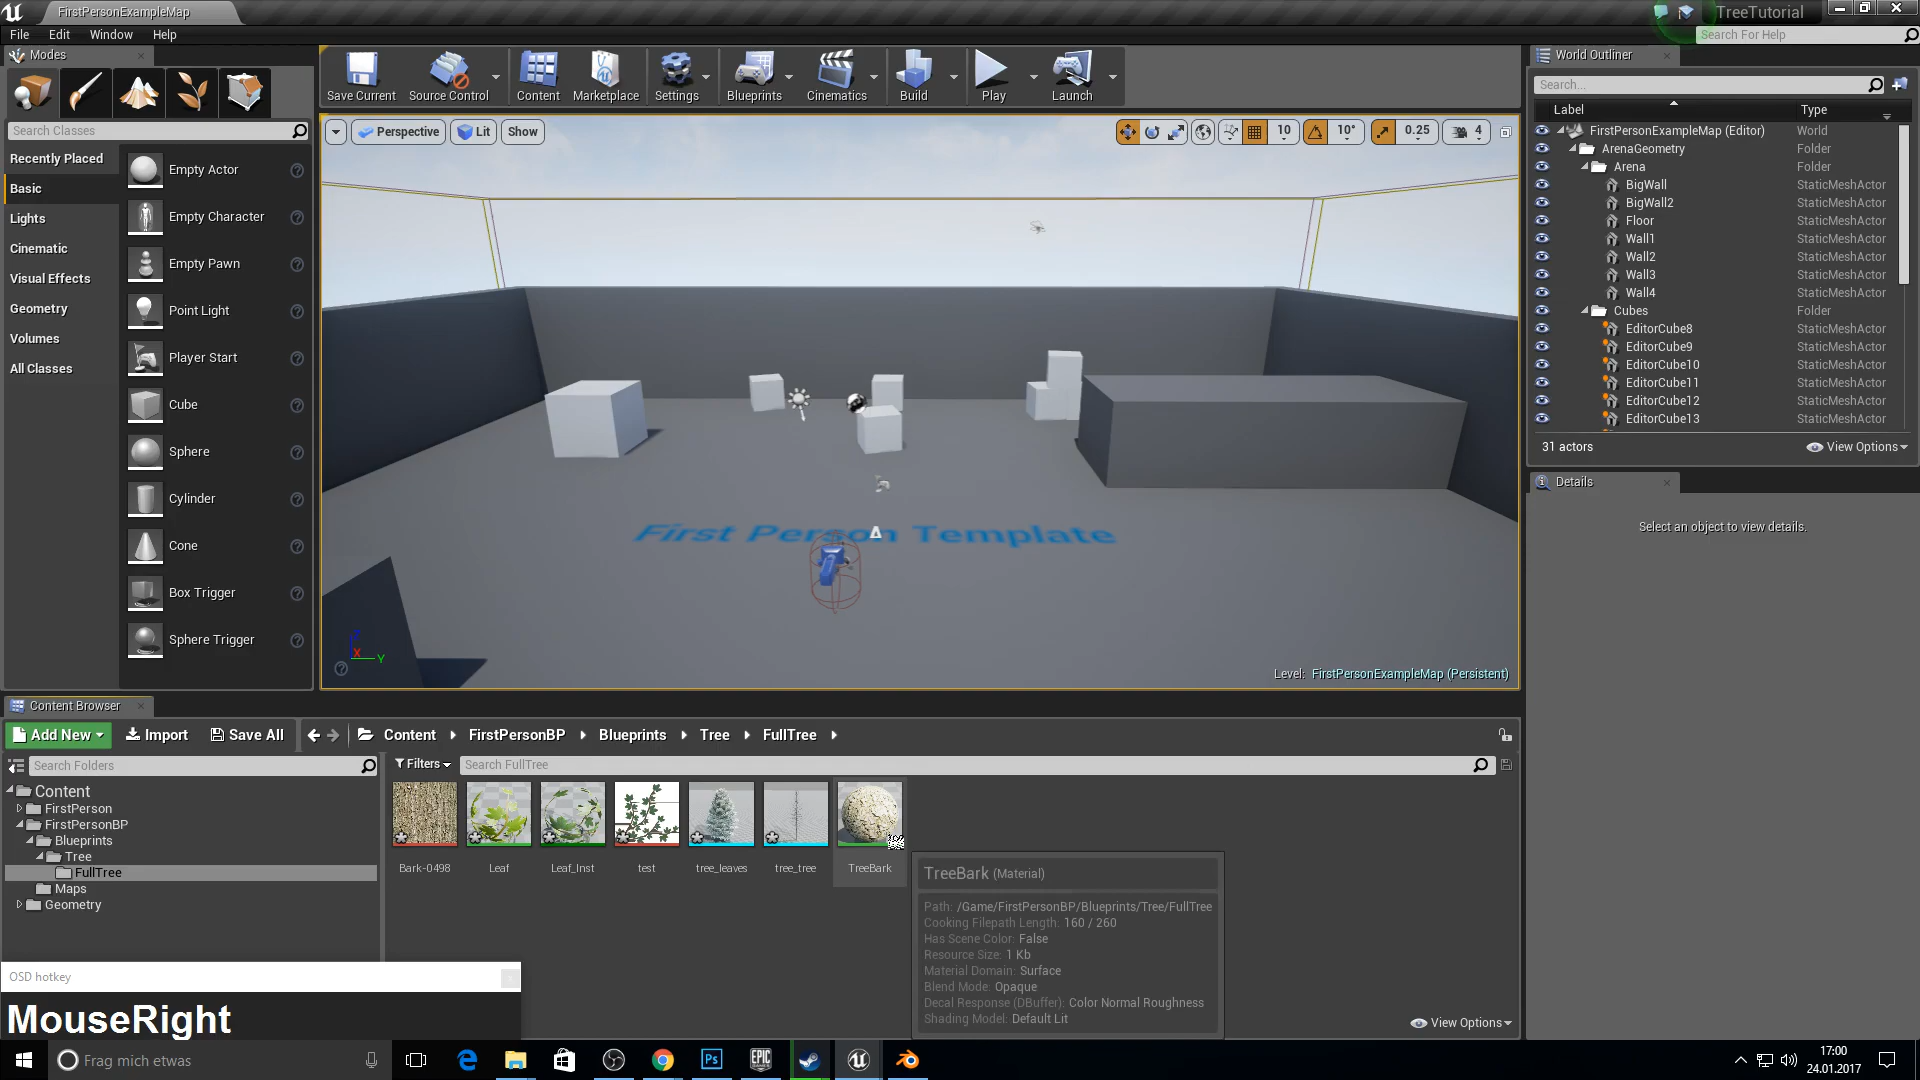 FirstPersonExampleMap
TreeTutorial
File Edit Window Help
Search For Help
Modes
Search Classes
Recently Placed
Basic
Lights
Cinematic
Visual Effects
Geometry
Volumes
All Classes
Empty Actor
Empty Character
Empty Pawn
Point Light
Player Start
Cube
Sphere
Cylinder
Cone
Box Trigger
Sphere Trigger
Save Current
Source Control
Content
Marketplace
Settings
Blueprints
Cinematics
Build
Play
Launch
Perspective
Lit
Show
10
10°
0.25
4
First Person Template
Z
X
Y
Level: FirstPersonExampleMap (Persistent)
World Outliner
Search...
Label Type
FirstPersonExampleMap (Editor) World
ArenaGeometry Folder
Arena Folder
BigWall StaticMeshActor
BigWall2 StaticMeshActor
Floor StaticMeshActor
Wall1 StaticMeshActor
Wall2 StaticMeshActor
Wall3 StaticMeshActor
Wall4 StaticMeshActor
Cubes Folder
EditorCube8 StaticMeshActor
EditorCube9 StaticMeshActor
EditorCube10 StaticMeshActor
EditorCube11 StaticMeshActor
EditorCube12 StaticMeshActor
EditorCube13 StaticMeshActor
31 actors
View Options
Details
Select an object to view details.
Content Browser
Add New
Import
Save All
Content
FirstPersonBP
Blueprints
Tree
FullTree
Search Folders
Filters
Search FullTree
Content
FirstPerson
FirstPersonBP
Blueprints
Tree
FullTree
Maps
Geometry
Bark-0498
Leaf
Leaf_Inst
test
tree_leaves
tree_tree
TreeBark
TreeBark (Material)
Path: /Game/FirstPersonBP/Blueprints/Tree/FullTree
Cooking Filepath Length: 160 / 260
Has Scene Color: False
Resource Size: 1 Kb
Material Domain: Surface
Blend Mode: Opaque
Decal Response (DBuffer): Color Normal Roughness
Shading Model: Default Lit
View Options
OSD hotkey
MouseRight
Frag mich etwas
Ps
EPIC
GAMES
17:00
24.01.2017